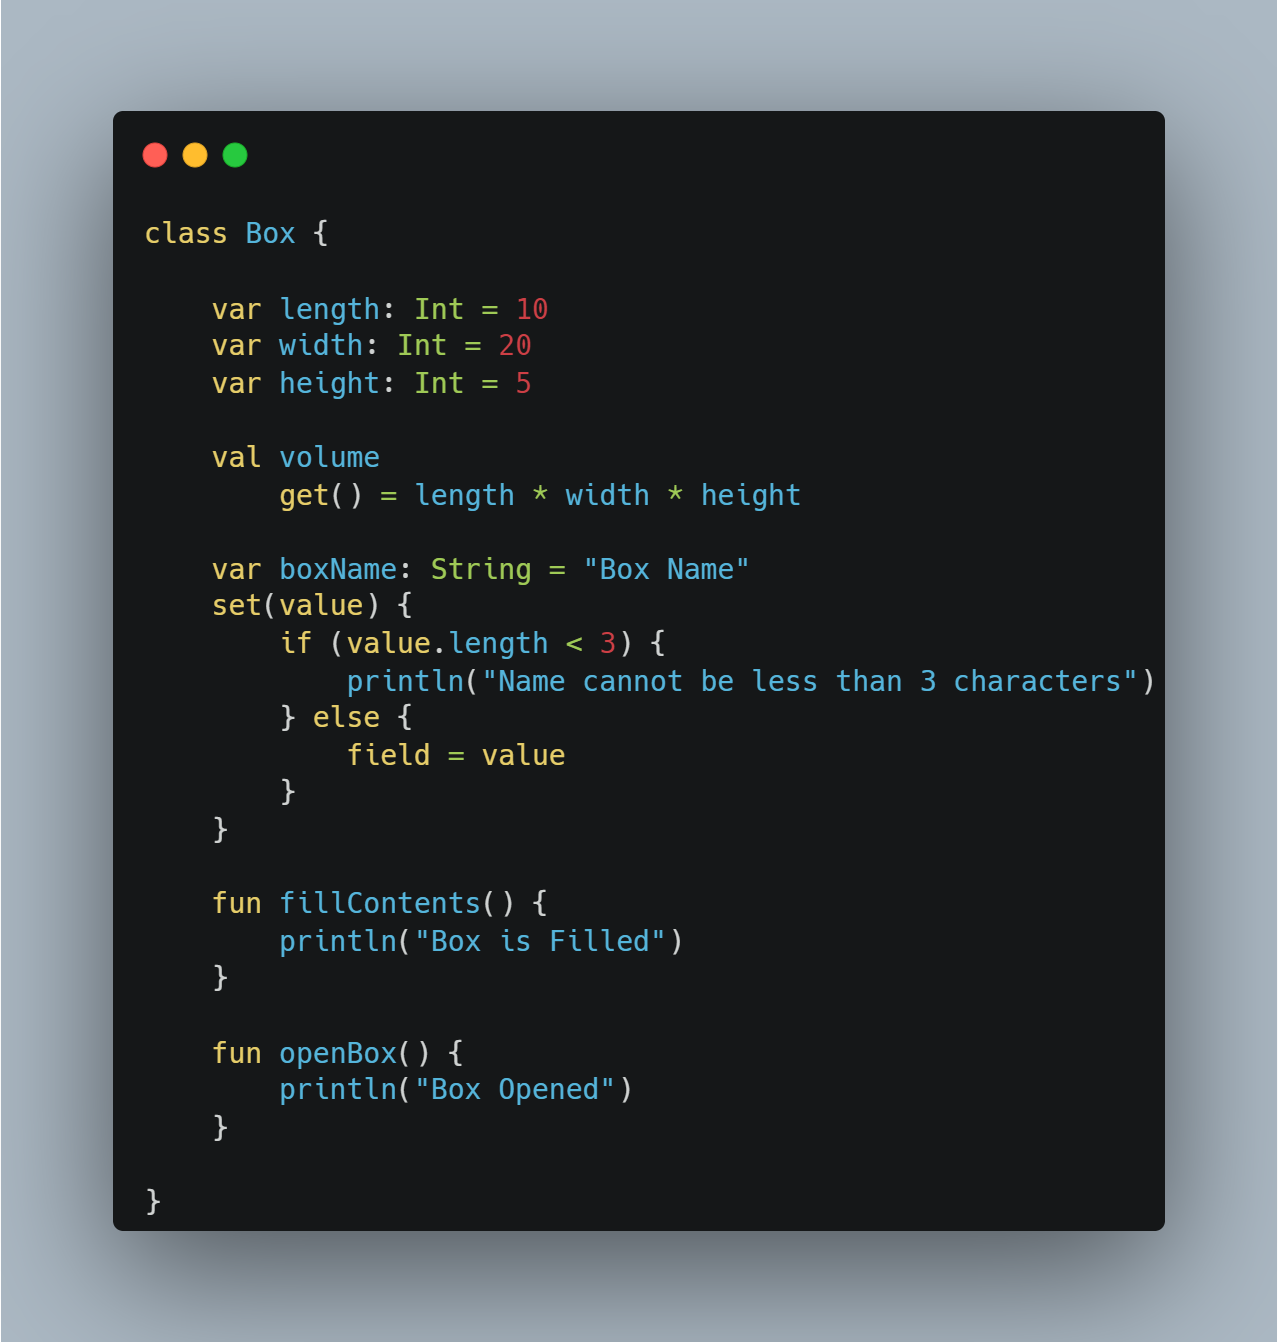 class Box {

    var length: Int = 10
    var width: Int = 20
    var height: Int = 5

    val volume
        get() = length * width * height

    var boxName: String = "Box Name"
    set(value) {
        if (value.length < 3) {
            println("Name cannot be less than 3 characters")
        } else {
            field = value
        }
    }

    fun fillContents() {
        println("Box is Filled")
    }

    fun openBox() {
        println("Box Opened")
    }

}